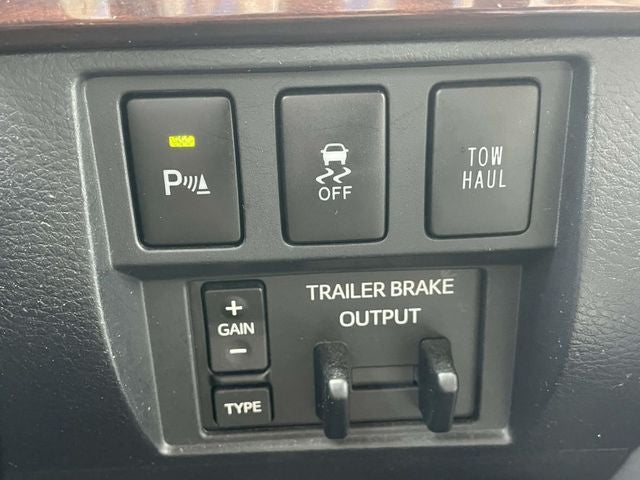 P
OFF
TOW
HAUL
+
GAIN
-
TYPE
TRAILER BRAKE
OUTPUT